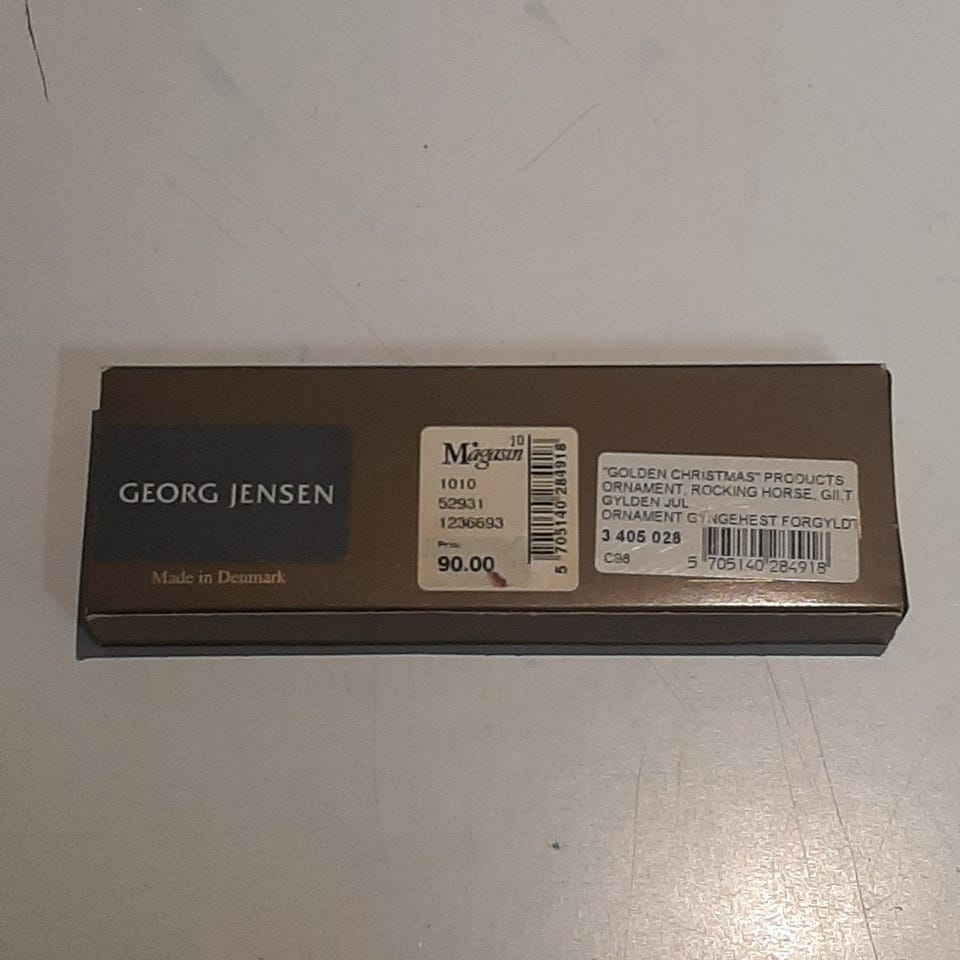 GEORG JENSEN
Made in Denmark
10
Magasin
1010
52931
1236693
Pris:
90.00
5 705140 284918
"GOLDEN CHRISTMAS" PRODUCTS
ORNAMENT, ROCKING HORSE, GILT
GYLDEN JUL
ORNAMENT GYNGEHEST FORGYLDT
3 405 028
C98
5 705140 284918